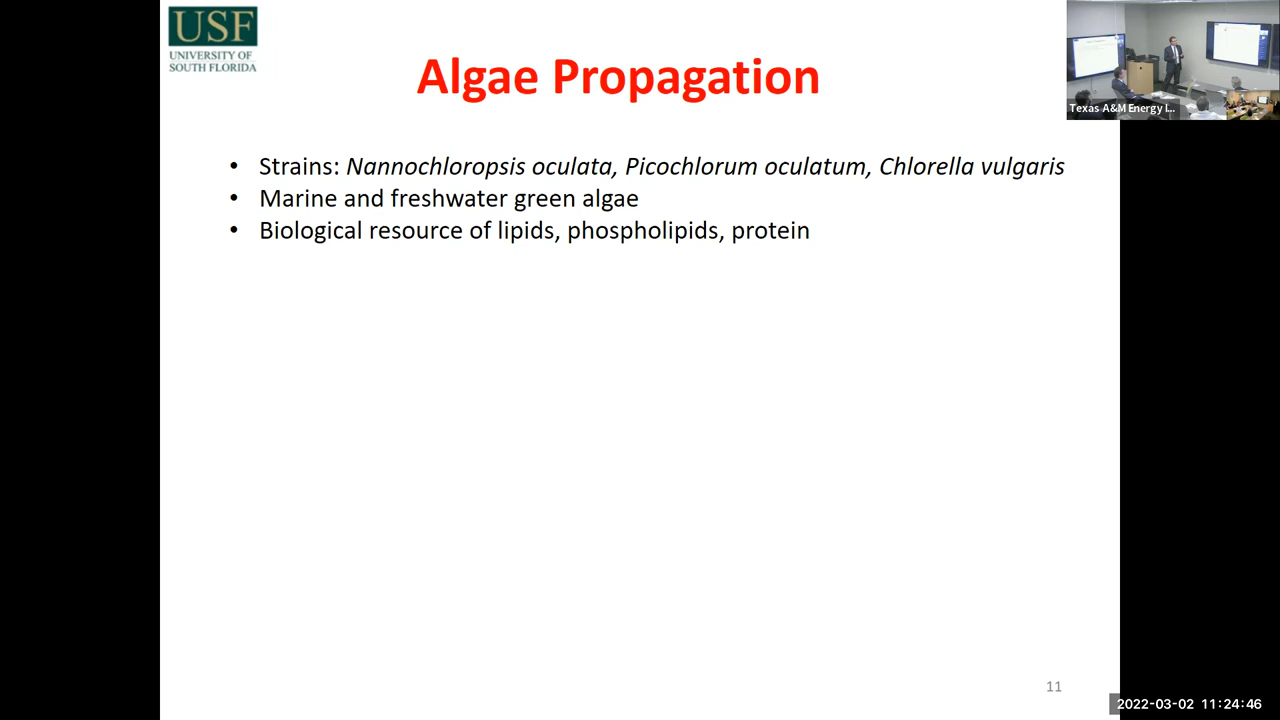 USF
UNIVERSITY OF
SOUTH FLORIDA
Algae Propagation
Texas A&M Energy I...
• Strains: Nannochloropsis oculata, Picochlorum oculatum, Chlorella vulgaris
• Marine and freshwater green algae
• Biological resource of lipids, phospholipids, protein
11
2022-03-02 11:24:46